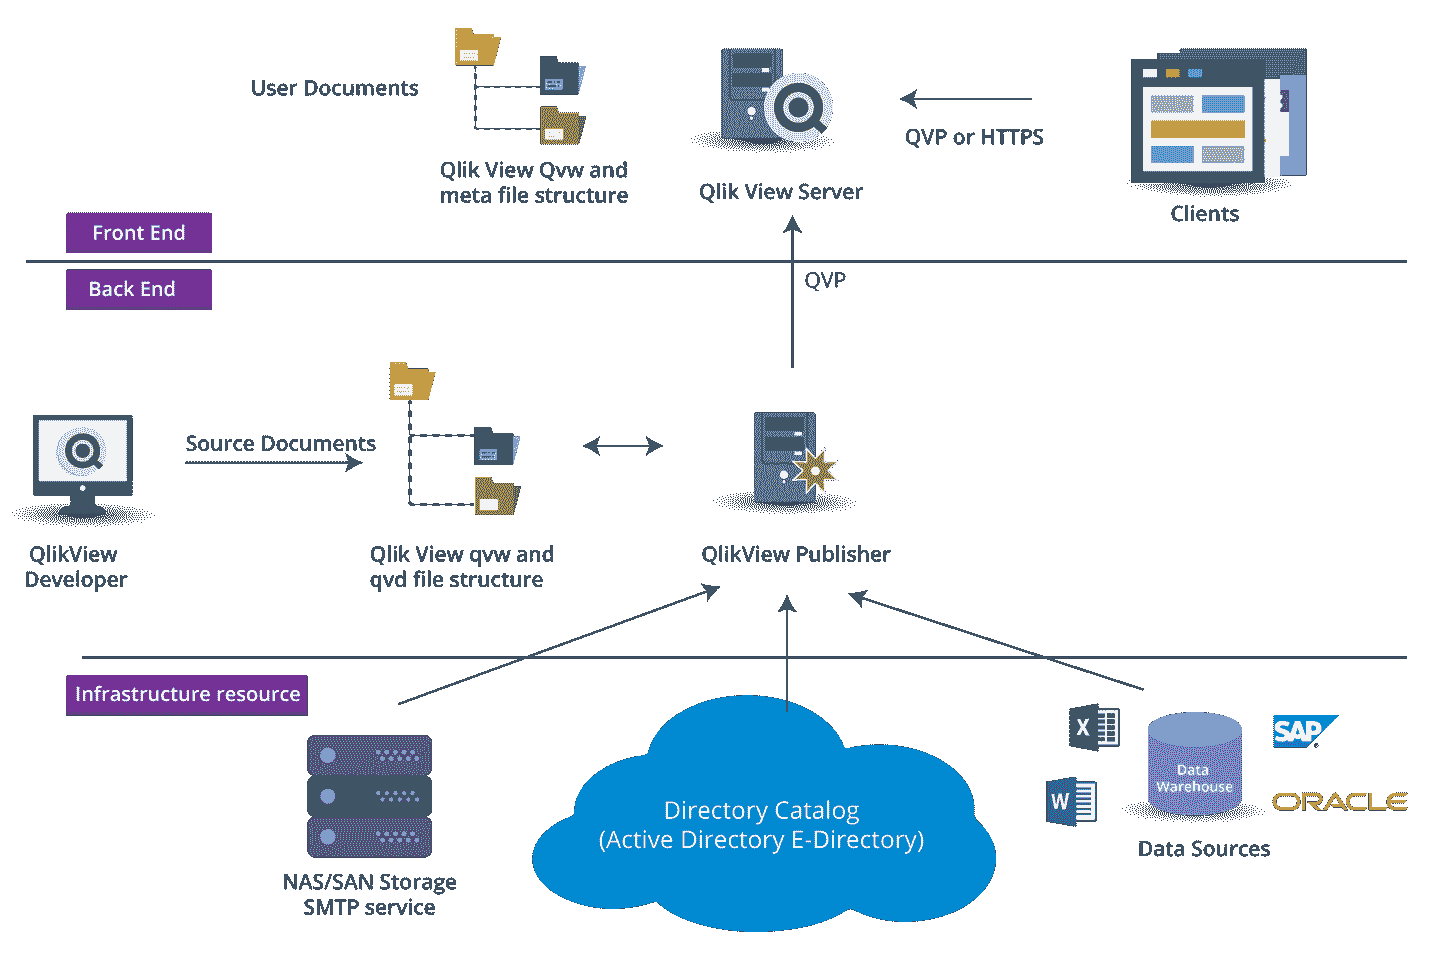 User Documents
Qlik View Qvw and
meta file structure
Qlik View Server
QVP or HTTPS
Clients
Front End
Back End
QVP
Source Documents
QlikView
Developer
Qlik View qvw and
qvd file structure
QlikView Publisher
Infrastructure resource
NAS/SAN Storage
SMTP service
Directory Catalog
(Active Directory E-Directory)
X
W
Data
Warehouse
SAP
ORACLE
Data Sources